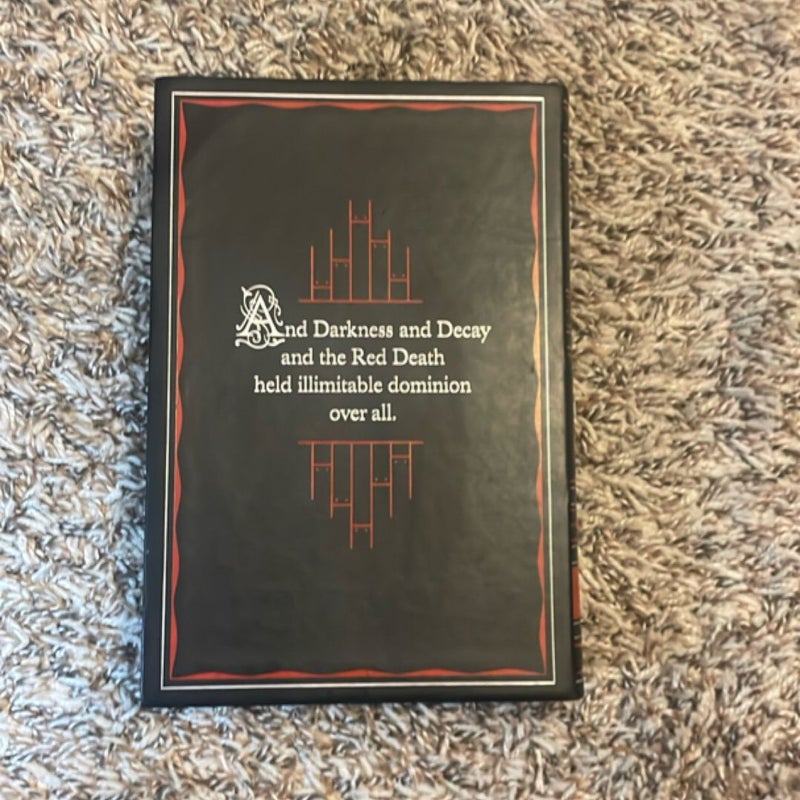 And Darkness and Decay
and the Red Death
held illimitable dominion
over all.